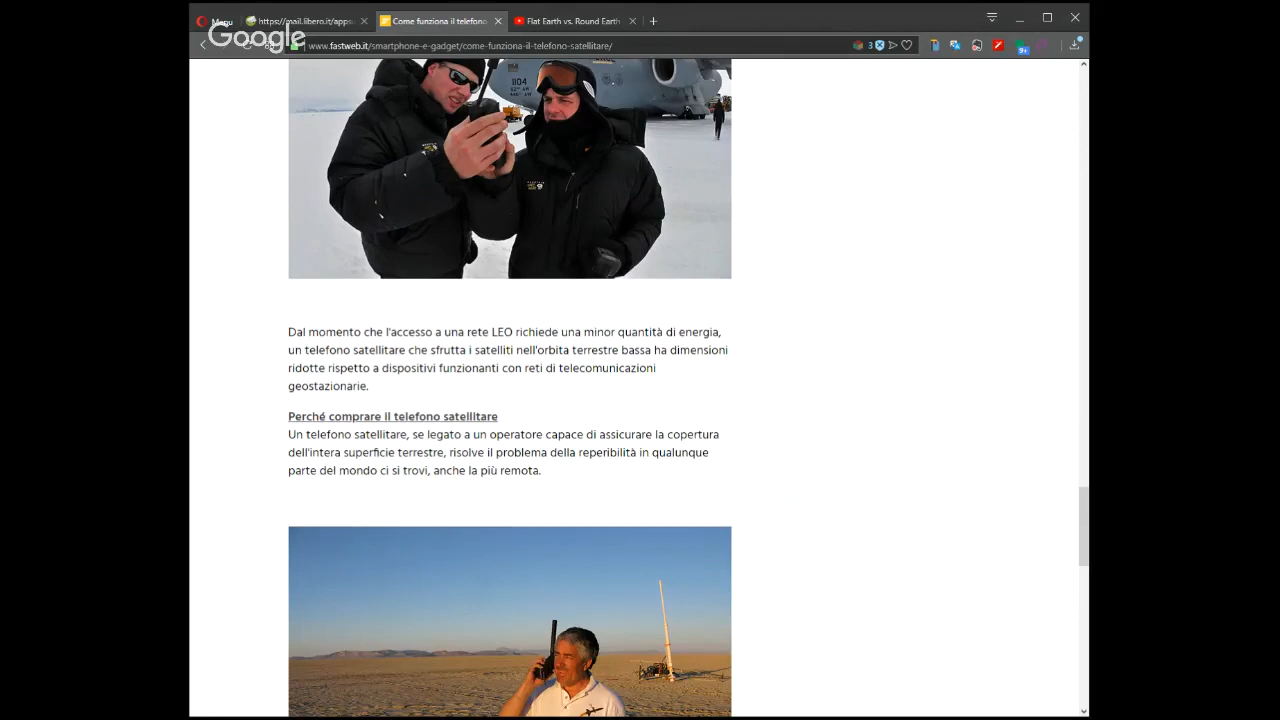 Menu
https://mail.libero.it/apps
Come funziona il telefono
Flat Earth vs. Round Earth
Google
www.fastweb.it/smartphone-e-gadget/come-funziona-il-telefono-satellitare/
3
9+
1104
Dal momento che l'accesso a una rete LEO richiede una minor quantità di energia,
un telefono satellitare che sfrutta i satelliti nell'orbita terrestre bassa ha dimensioni
ridotte rispetto a dispositivi funzionanti con reti di telecomunicazioni
geostazionarie.
Perché comprare il telefono satellitare
Un telefono satellitare, se legato a un operatore capace di assicurare la copertura
dell'intera superficie terrestre, risolve il problema della reperibilità in qualunque
parte del mondo ci si trovi, anche la più remota.